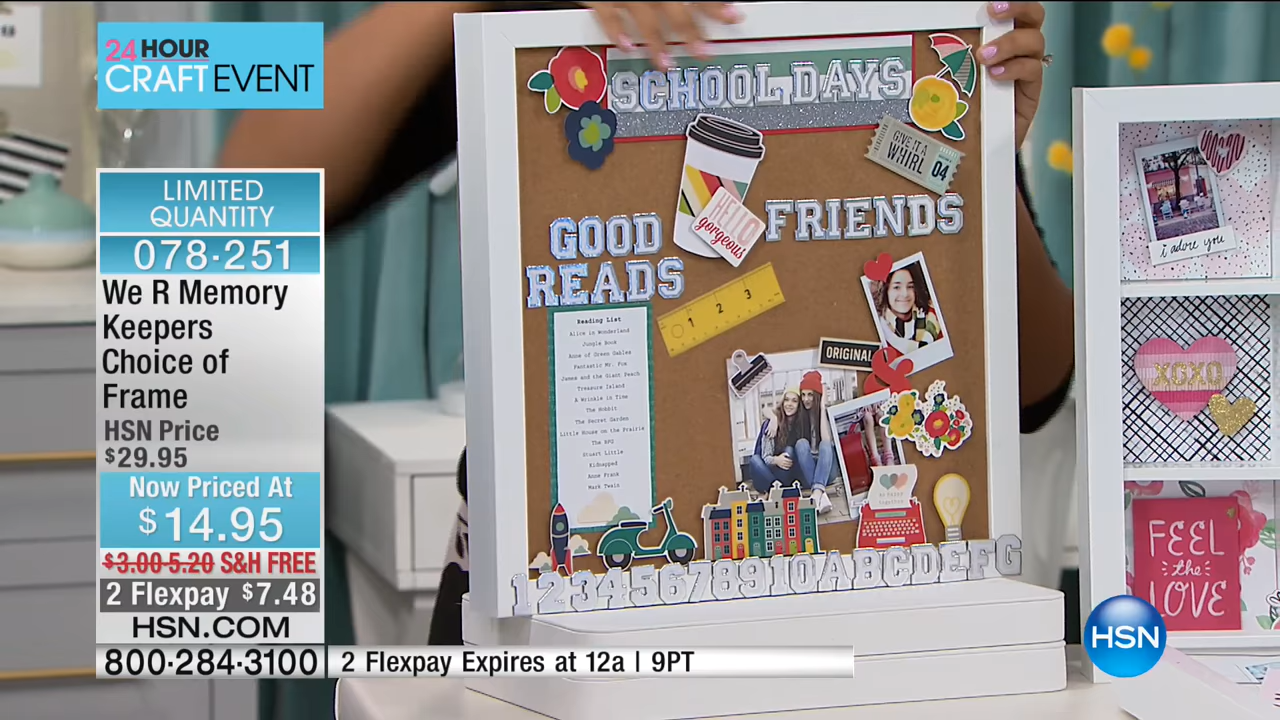 24 HOUR
CRAFT EVENT
LIMITED
QUANTITY
078·251
We R Memory
Keepers
Choice of
Frame
HSN Price
$29.95
Now Priced At
$14.95
$3.00-5.20 S&H FREE
2 Flexpay $7.48
HSN.COM
800·284·3100
2 Flexpay Expires at 12a | 9PT
SCHOOL DAYS
GIVE IT A
WHIRL
04
HELLO
gorgeous
GOOD
READS
FRIENDS
1 2 3
Reading List
Alice in Wonderland
Jungle Book
Anne of Green Gables
Fantastic Mr. Fox
James and the Giant Peach
Treasure Island
A Wrinkle in Time
The Hobbit
The Secret Garden
Little House on the Prairie
The BFG
Stuart Little
Kidnapped
Anne Frank
Mark Twain
ORIGINAL
12345678910ABCDEFG
i adore you
XOXO
FEEL
the
LOVE
HSN